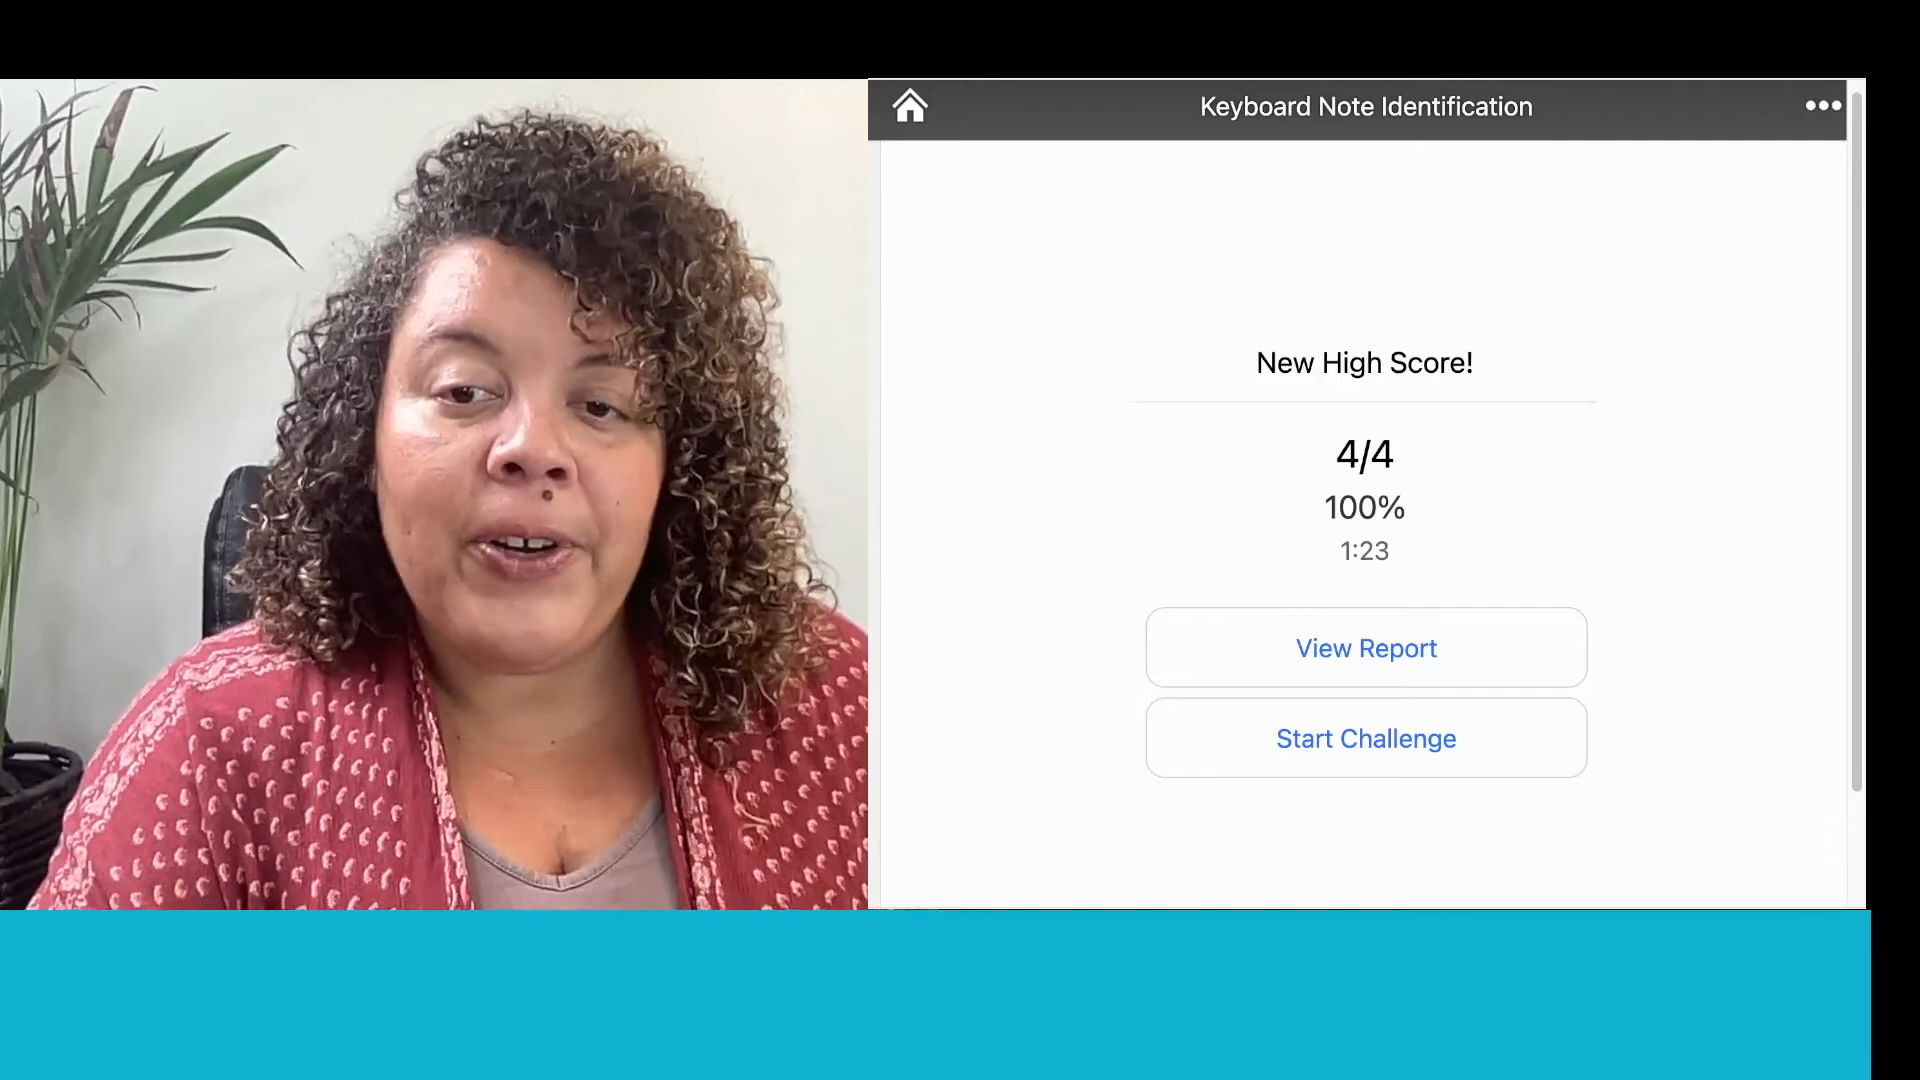 Keyboard Note Identification
New High Score!
4/4
100%
1:23
View Report
Start Challenge